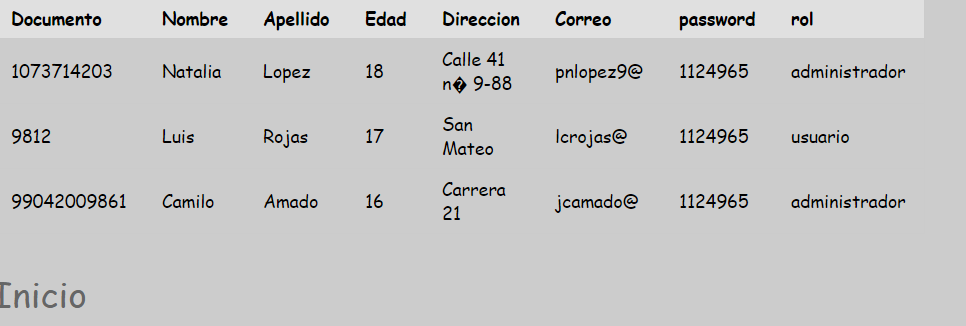 Documento Nombre Apellido Edad Direccion Correo password rol
1073714203 Natalia Lopez 18 Calle 41 n� 9-88 pnlopez9@ 1124965 administrador
9812 Luis Rojas 17 San Mateo lcrojas@ 1124965 usuario
99042009861 Camilo Amado 16 Carrera 21 jcamado@ 1124965 administrador
Inicio